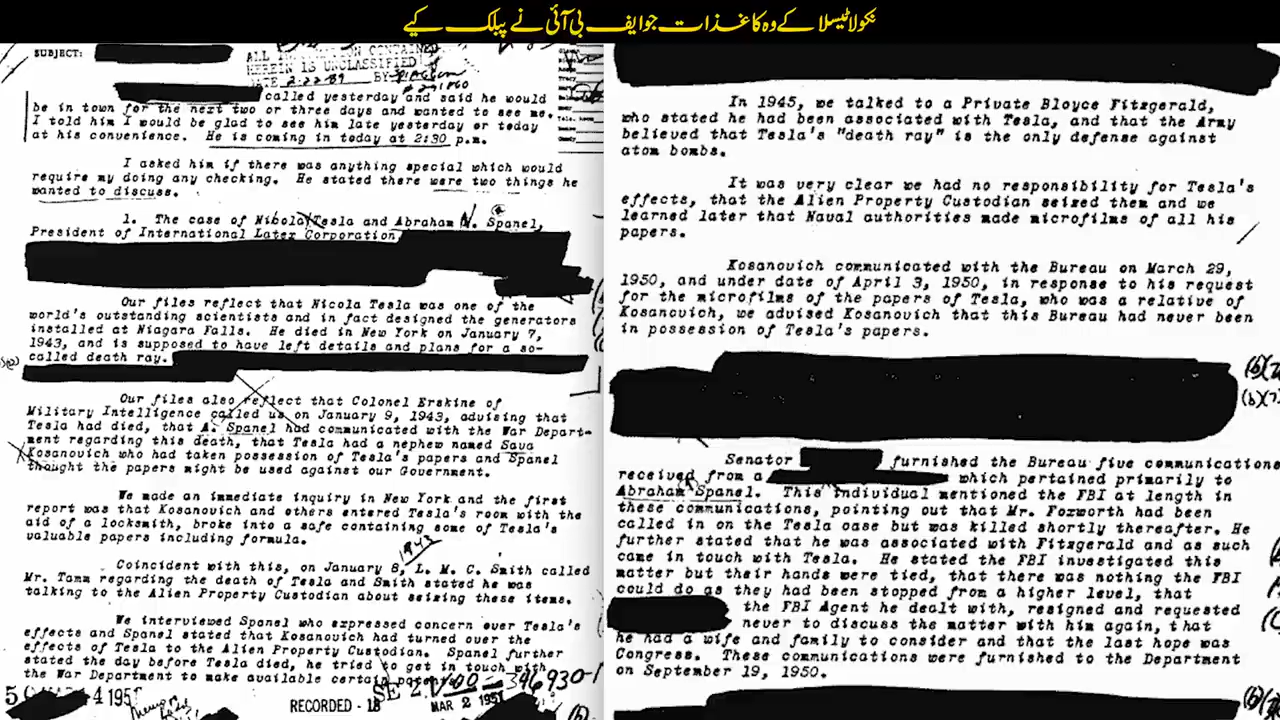 نکولا ٹیسلا کے وہ کاغذات جو ایف بی آئی نے پبلک کیے
SUBJECT:
HEREIN IS UNCLASSIFIED
called yesterday and said he would
be in town for the next two or three days and wanted to see me.
I told him I would be glad to see him late yesterday or today
at his convenience. He is coming in today at 2:30 p.m.
I asked him if there was anything special which would
require my doing any checking. He stated there were two things he
wanted to discuss.
1. The case of Nikola Tesla and Abraham N. Spanel,
President of International Latex Corporation
Our files reflect that Nicola Tesla was one of the
world's outstanding scientists and in fact designed the generators
installed at Niagara Falls. He died in New York on January 7,
1943, and is supposed to have left details and plans for a so-
called death ray.
Our files also reflect that Colonel Erskine of
Military Intelligence called us on January 9, 1943, advising that
Tesla had died, that A. Spanel had communicated with the War Depart-
ment regarding this death, that Tesla had a nephew named Sava
Kosanovich who had taken possession of Tesla's papers and Spanel
thought the papers might be used against our Government.
We made an immediate inquiry in New York and the first
report was that Kosanovich and others entered Tesla's room with the
aid of a locksmith, broke into a safe containing some of Tesla's
valuable papers including formula.
1943
Coincident with this, on January 8, L. M. C. Smith called
Mr. Tamm regarding the death of Tesla and Smith stated he was
talking to the Alien Property Custodian about seizing these items.
We interviewed Spanel who expressed concern over Tesla's
effects and Spanel stated that Kosanovich had turned over the
effects of Tesla to the Alien Property Custodian. Spanel further
stated the day before Tesla died, he tried to get in touch with
the War Department to make available certain
RECORDED - 18
MAR 2 1951
In 1945, we talked to a Private Bloyce Fitzgerald,
who stated he had been associated with Tesla, and that the Army
believed that Tesla's "death ray" is the only defense against
atom bombs.
It was very clear we had no responsibility for Tesla's
effects, that the Alien Property Custodian seized them and we
learned later that Naval authorities made microfilms of all his
papers.
Kosanovich communicated with the Bureau on March 29,
1950, and under date of April 3, 1950, in response to his request
for the microfilms of the papers of Tesla, who was a relative of
Kosanovich, we advised Kosanovich that this Bureau had never been
in possession of Tesla's papers.
Senator furnished the Bureau five communications
received from a which pertained primarily to
Abraham Spanel. This individual mentioned the FBI at length in
these communications, pointing out that Mr. Foxworth had been
called in on the Tesla case but was killed shortly thereafter. He
further stated that he was associated with Fitzgerald and as such
came in touch with Tesla. He stated the FBI investigated this
matter but their hands were tied, that there was nothing the FBI
could do as they had been stopped from a higher level, that
the FBI Agent he dealt with, resigned and requested
never to discuss the matter with him again, that
he had a wife and family to consider and that the last hope was
Congress. These communications were furnished to the Department
on September 19, 1950.